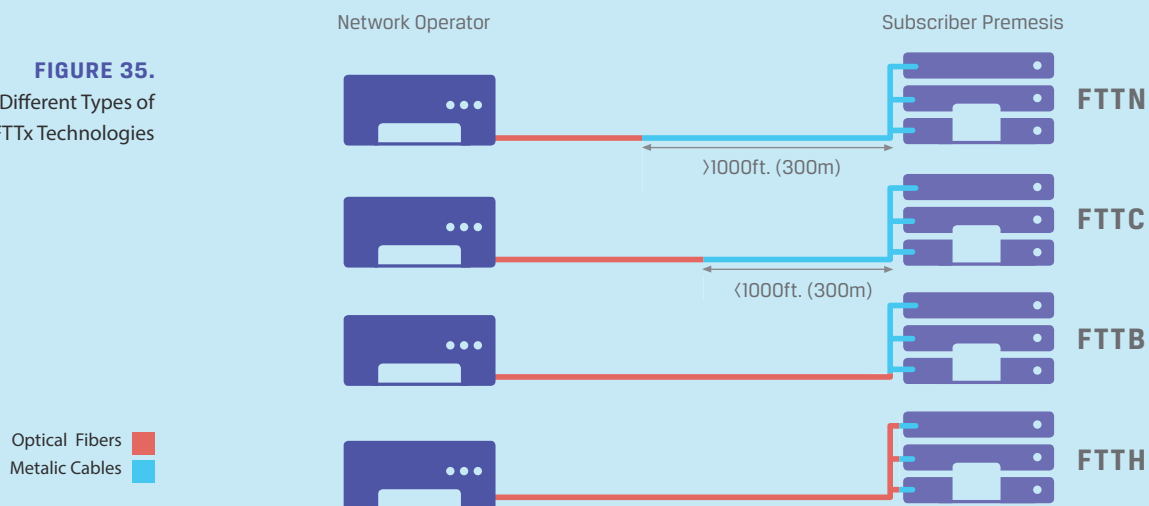 Network Operator
Subscriber Premesis
FIGURE 35.
Different Types of
FTTx Technologies
FTTN
〉1000ft. (300m)
FTTC
〈1000ft. (300m)
FTTB
Optical Fibers
Metalic Cables
FTTH